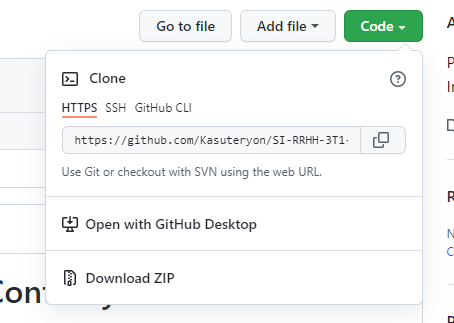 Go to file Add file Code
Clone
HTTPS SSH GitHub CLI
https://github.com/Kasuteryon/SI-RRHH-3T1-
Use Git or checkout with SVN using the web URL.
Open with GitHub Desktop
Download ZIP